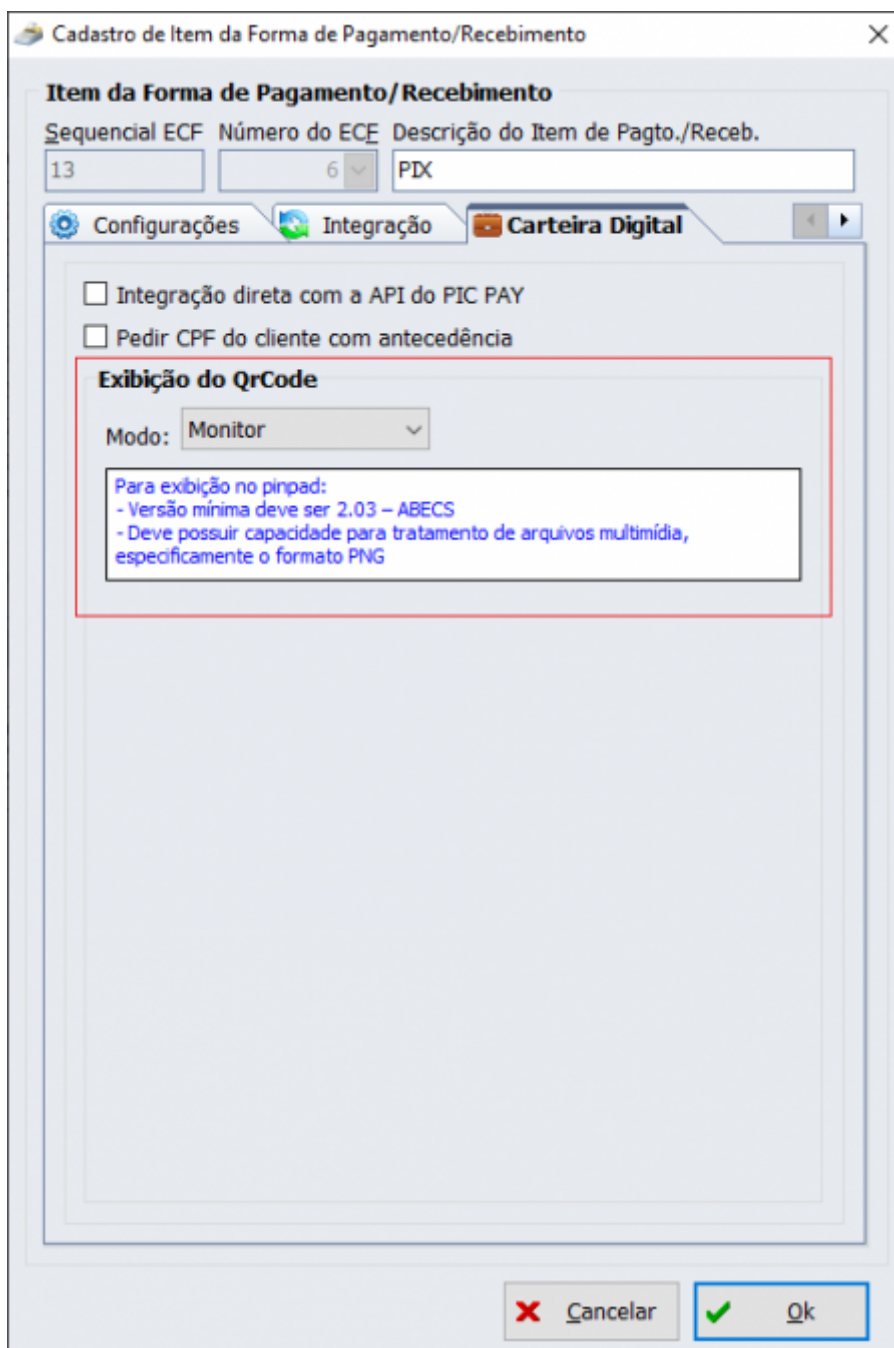 Cadastro de Item da Forma de Pagamento/Recebimento
Item da Forma de Pagamento/Recebimento
Sequencial ECF Número do ECF Descrição do Item de Pagto./Receb.
13 6 PIX
Configurações Integração Carteira Digital
Integração direta com a API do PIC PAY
Pedir CPF do cliente com antecedência
Exibição do QrCode
Modo: Monitor
Para exibição no pinpad:
- Versão mínima deve ser 2.03 – ABECS
- Deve possuir capacidade para tratamento de arquivos multimídia,
especificamente o formato PNG
Cancelar Ok